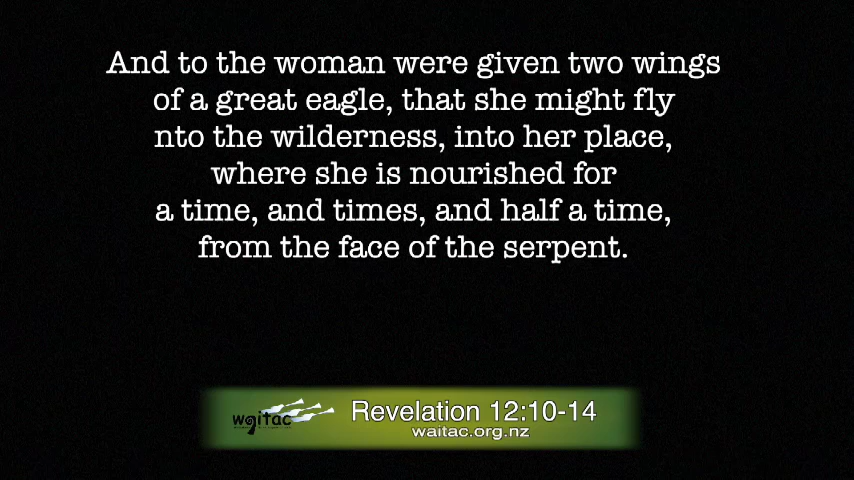 And to the woman were given two wings
of a great eagle, that she might fly
nto the wilderness, into her place,
where she is nourished for
a time, and times, and half a time,
from the face of the serpent.
waitac
Revelation 12:10-14
waitac.org.nz